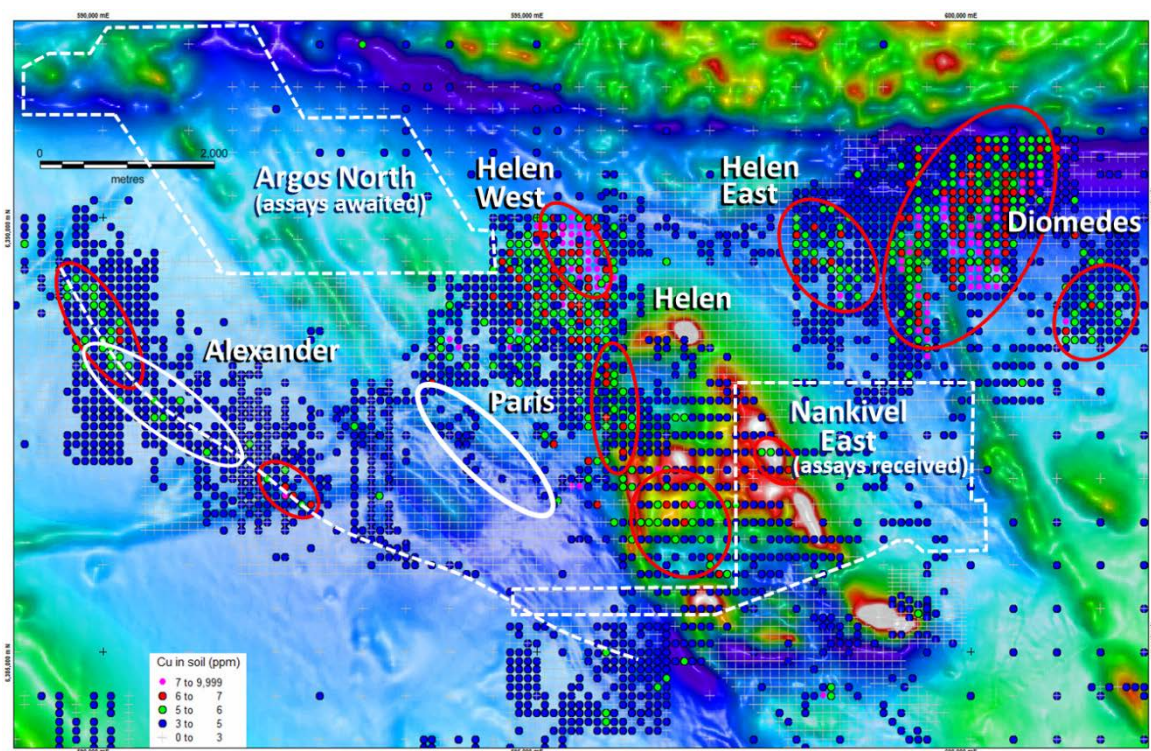 590,000 mE
595,000 mE
600,000 mE
0
2,000
metres
Argos North
(assays awaited)
Helen
West
Helen
East
Diomedes
Helen
Alexander
Paris
Nankivel
East
(assays received)
Cu in soil (ppm)
7 to 9,999
6 to 7
5 to 6
3 to 5
0 to 3